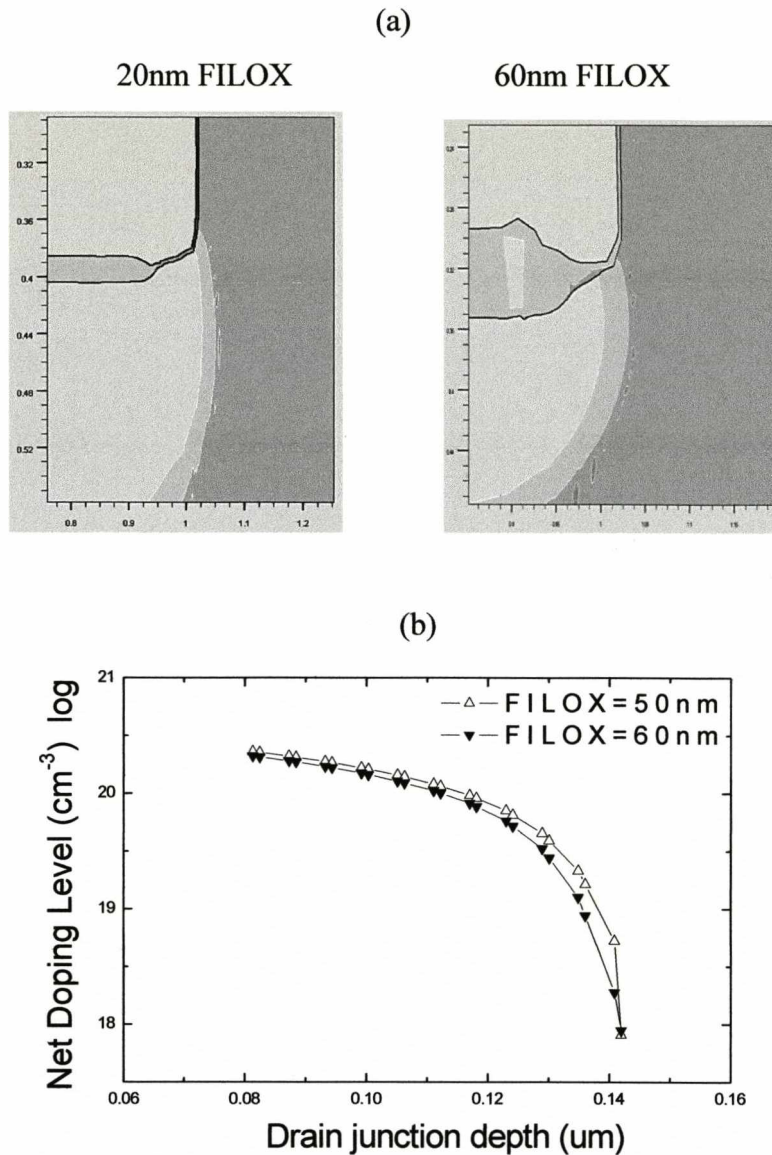 (a)
20nm FILOX
60nm FILOX
0.32
0.36
0.4
0.44
0.48
0.52
0.8
0.9
1
1.1
1.2
(b)
Net Doping Level (cm-3) log
21
20
19
18
FILOX=50nm
FILOX=60nm
0.06
0.08
0.10
0.12
0.14
0.16
Drain junction depth (um)